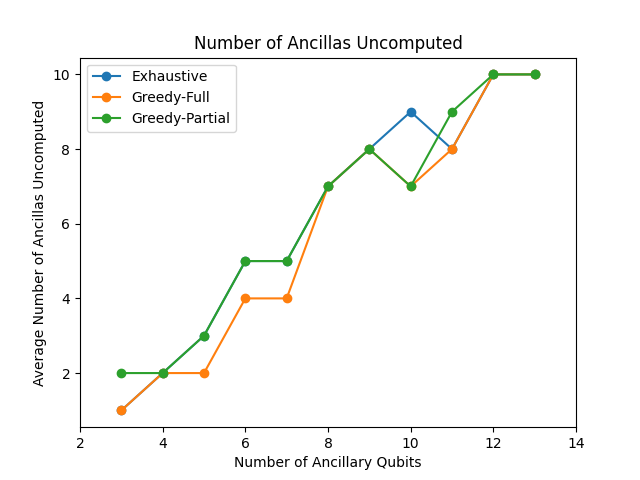 Number of Ancillas Uncomputed
Exhaustive
Greedy-Full
Greedy-Partial
Average Number of Ancillas Uncomputed
10
8
6
4
2
2 4 6 8 10 12 14
Number of Ancillary Qubits